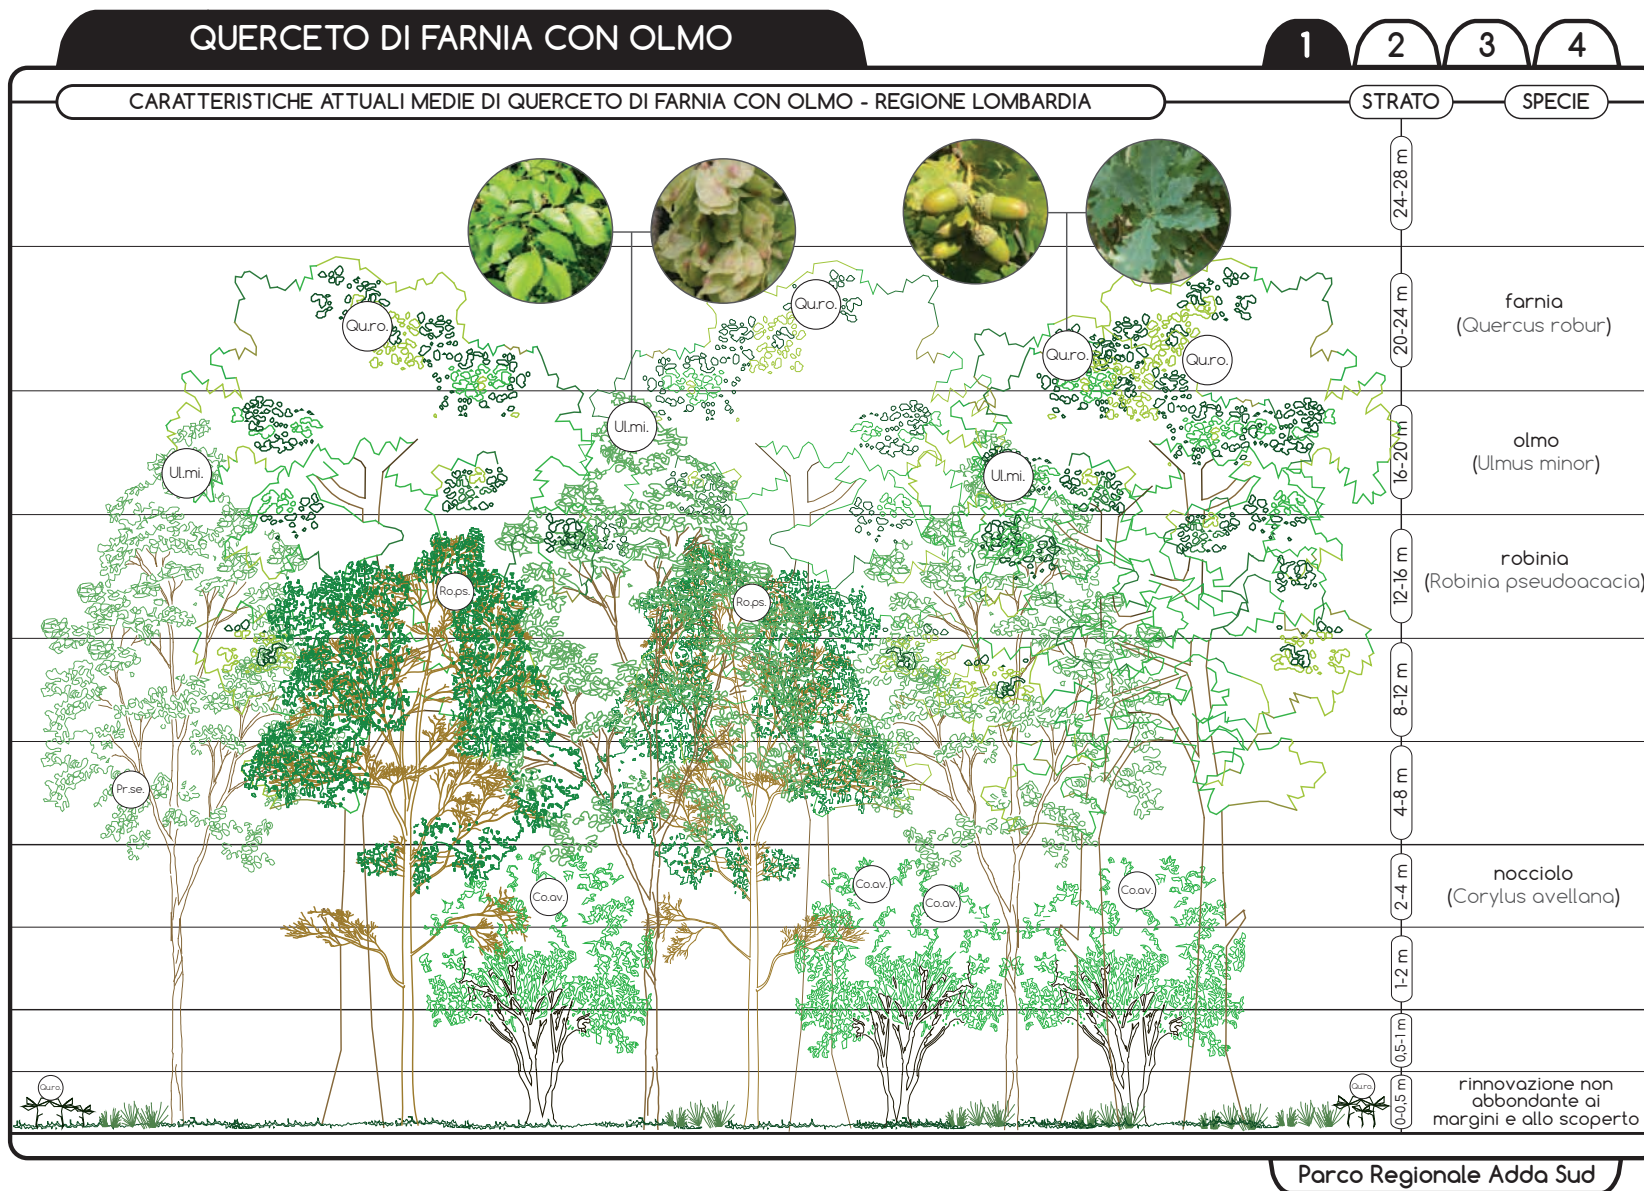 QUERCETO DI FARNIA CON OLMO
1 2 3 4
CARATTERISTICHE ATTUALI MEDIE DI QUERCETO DI FARNIA CON OLMO - REGIONE LOMBARDIA
STRATO
SPECIE
24-28 m
20-24 m
farnia
(Quercus robur)
Qu.ro.
Qu.ro.
Qu.ro.
Qu.ro.
16-20 m
olmo
(Ulmus minor)
Ul.mi.
Ul.mi.
Ul.mi.
12-16 m
robinia
(Robinia pseudoacacia)
Ro.ps.
Ro.ps.
8-12 m
4-8 m
Pr.se.
2-4 m
nocciolo
(Corylus avellana)
Co.av.
Co.av.
Co.av.
Co.av.
1-2 m
0,5-1 m
0-0,5 m
Qu.ro.
Qu.ro.
rinnovazione non
abbondante ai
margini e allo scoperto
Parco Regionale Adda Sud